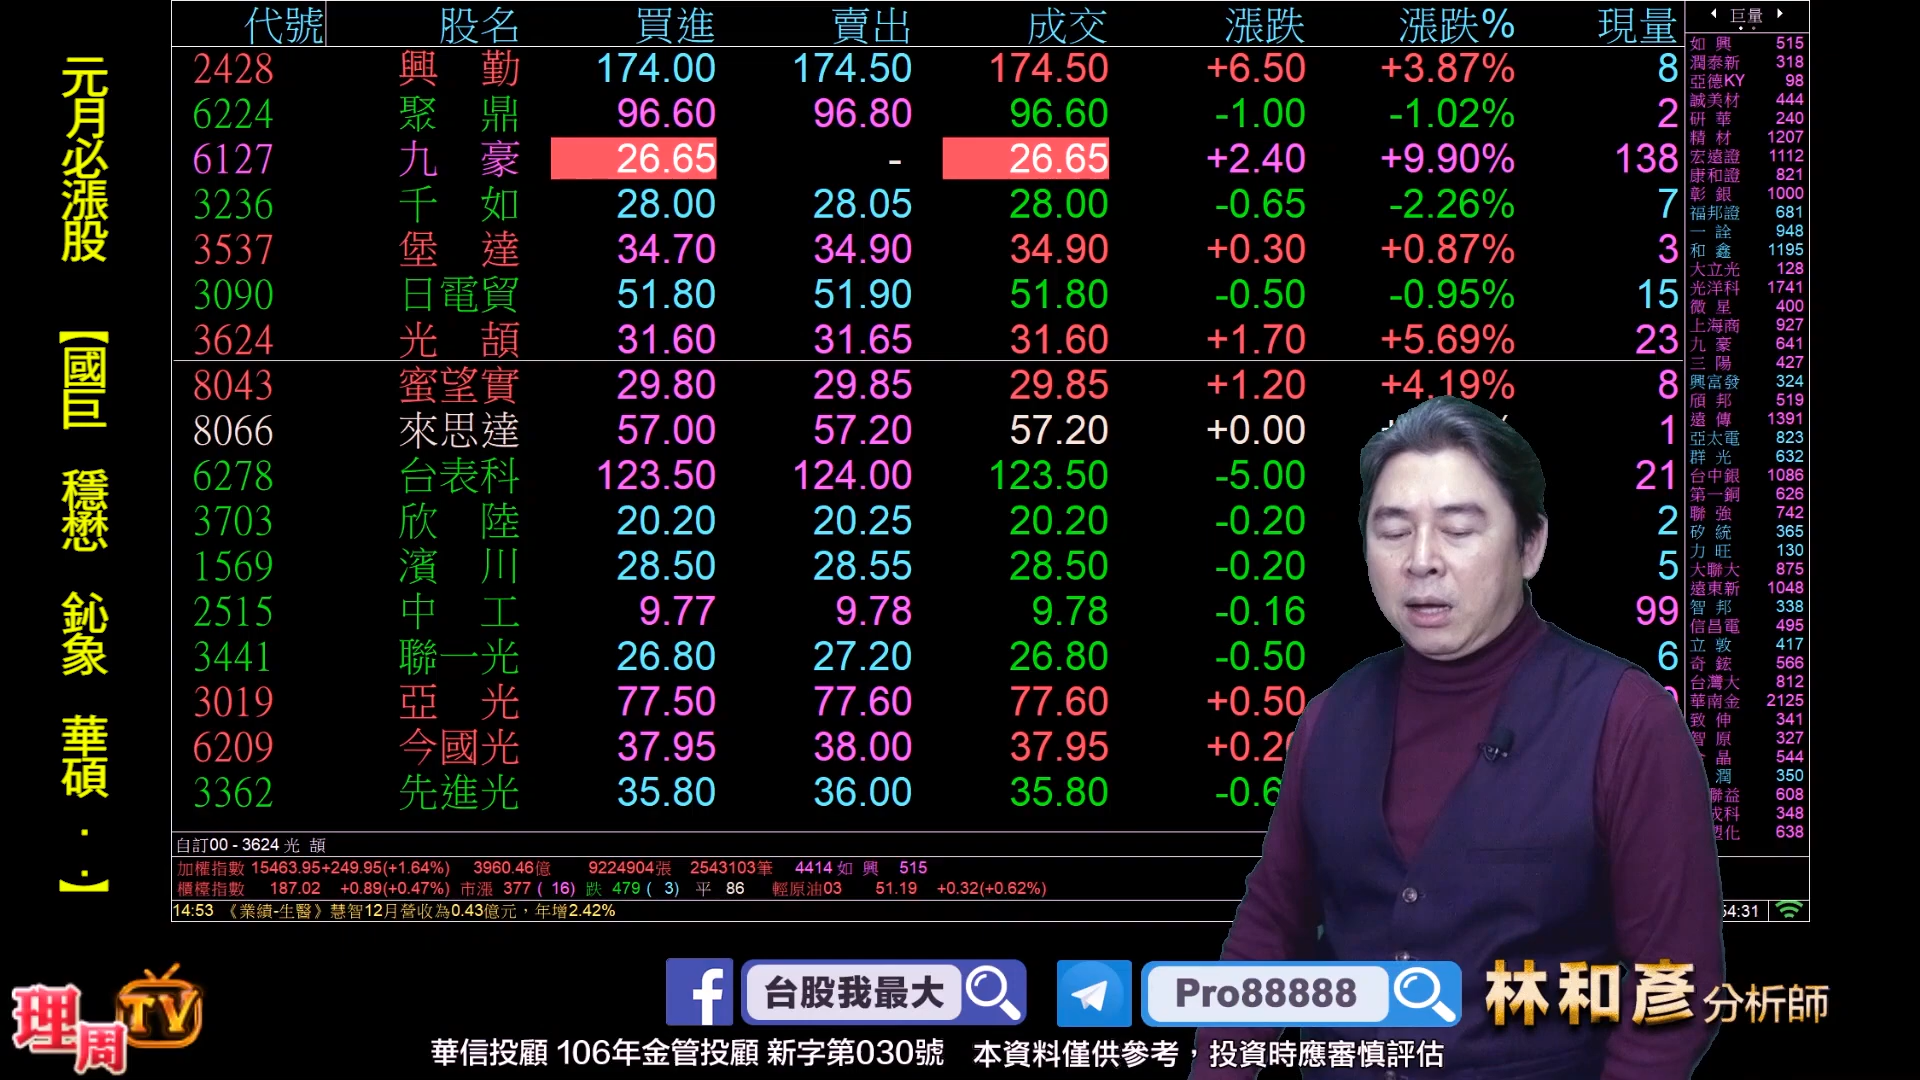 元月必漲股 【國巨 穩懋 鈊象 華碩..】
代號 股名 買進 賣出 成交 漲跌 漲跌% 現量
2428 興勤 174.00 174.50 174.50 +6.50 +3.87% 8
6224 聚鼎 96.60 96.80 96.60 -1.00 -1.02% 2
6127 九豪 26.65 - 26.65 +2.40 +9.90% 138
3236 千如 28.00 28.05 28.00 -0.65 -2.26% 7
3537 堡達 34.70 34.90 34.90 +0.30 +0.87% 3
3090 日電貿 51.80 51.90 51.80 -0.50 -0.95% 15
3624 光頡 31.60 31.65 31.60 +1.70 +5.69% 23
8043 蜜望實 29.80 29.85 29.85 +1.20 +4.19% 8
8066 來思達 57.00 57.20 57.20 +0.00 1
6278 台表科 123.50 124.00 123.50 -5.00 21
3703 欣陸 20.20 20.25 20.20 -0.20 2
1569 濱川 28.50 28.55 28.50 -0.20 5
2515 中工 9.77 9.78 9.78 -0.16 99
3441 聯一光 26.80 27.20 26.80 -0.50 6
3019 亞光 77.50 77.60 77.60 +0.50
6209 今國光 37.95 38.00 37.95 +0.20
3362 先進光 35.80 36.00 35.80 -0.6
自訂00 - 3624 光頡
加權指數 15463.95+249.95(+1.64%) 3960.46億 9224904張 2543103筆 4414 如興 515
櫃檯指數 187.02 +0.89(+0.47%) 市漲 377 ( 16) 跌 479 ( 3) 平 86 輕原油03 51.19 +0.32(+0.62%)
14:53 《業績-生醫》慧智12月營收為0.43億元，年增2.42%
54:31
巨量
如興 515
潤泰新 318
亞德KY 98
誠美材 444
研華 240
精材 1207
宏遠證 1112
康和證 821
彰銀 1000
福邦證 681
一詮 948
和鑫 1195
大立光 128
光洋科 1741
微星 400
上海商 927
九豪 641
三陽 427
興富發 324
頎邦 519
遠傳 1391
亞太電 823
群光 632
台中銀 1086
第一銅 626
聯強 742
矽統 365
力旺 130
大聯大 875
遠東新 1048
智邦 338
信昌電 495
立敦 417
奇鋐 566
台灣大 812
華南金 2125
致伸 341
智原 327
晶 544
潤 350
聯益 608
成科 348
塑化 638
理周TV
台股我最大
Pro88888
林和彥分析師
華信投顧 106年金管投顧 新字第030號 本資料僅供參考，投資時應審慎評估